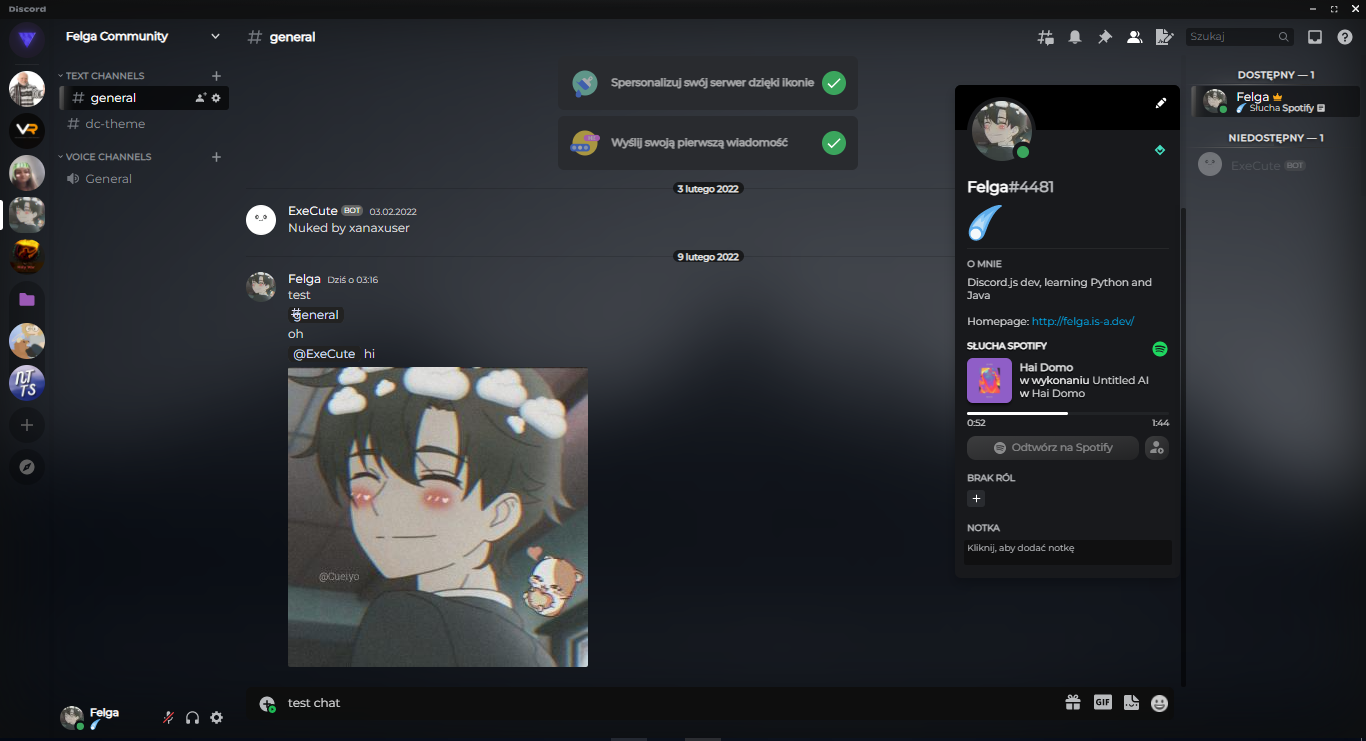 Discord
Felga Community
TEXT CHANNELS
general
dc-theme
VOICE CHANNELS
General
Felga
general
Szukaj
Spersonalizuj swój serwer dzięki ikonie
Wyślij swoją pierwszą wiadomość
3 lutego 2022
ExeCute BOT 03.02.2022
Nuked by xanaxuser
9 lutego 2022
Felga Dziś o 03:16
test
#general
oh
@ExeCute hi
@Cueryo
test chat
GIF
Felga#4481
O MNIE
Discord.js dev, learning Python and
Java
Homepage: http://felga.is-a.dev/
SŁUCHA SPOTIFY
Hai Domo
w wykonaniu Untitled AI
w Hai Domo
0:52 1:44
Odtwórz na Spotify
BRAK RÓL
NOTKA
Kliknij, aby dodać notkę
DOSTĘPNY — 1
Felga
Słucha Spotify
NIEDOSTĘPNY — 1
ExeCute BOT